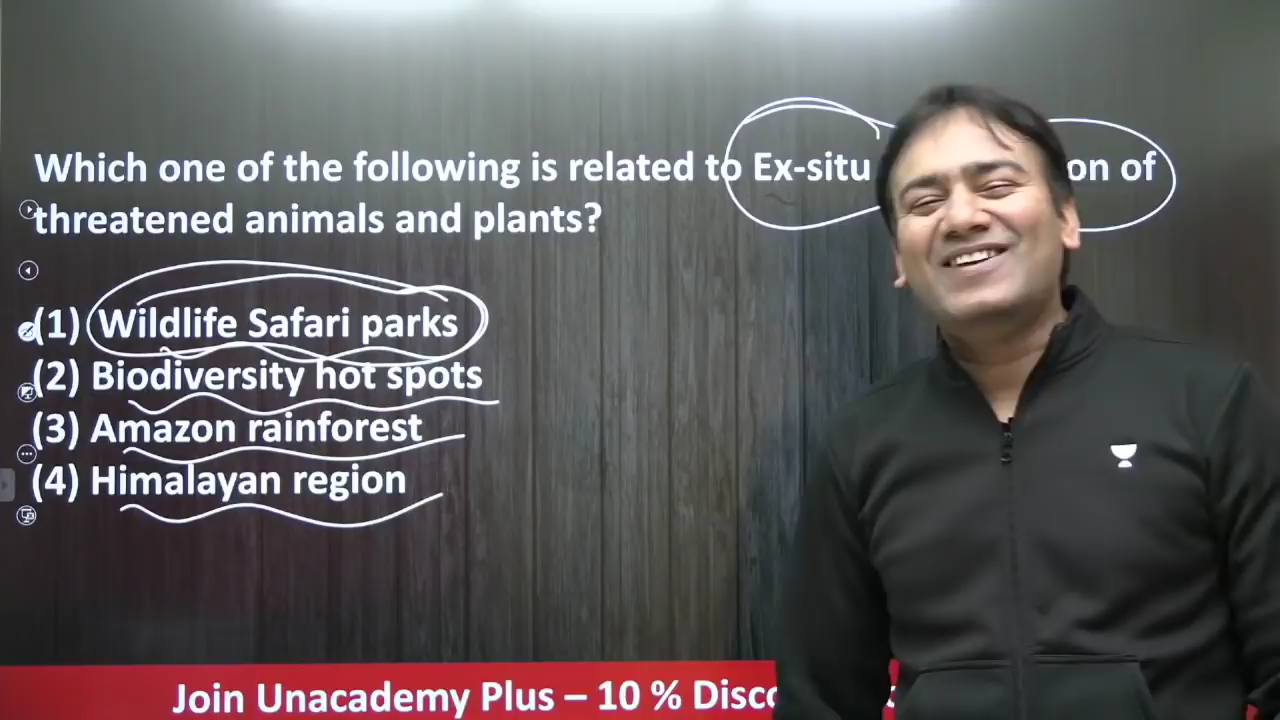 Which one of the following is related to Ex-situ on of
threatened animals and plants?
(1) Wildlife Safari parks
(2) Biodiversity hot spots
(3) Amazon rainforest
(4) Himalayan region
Join Unacademy Plus – 10 % Disco